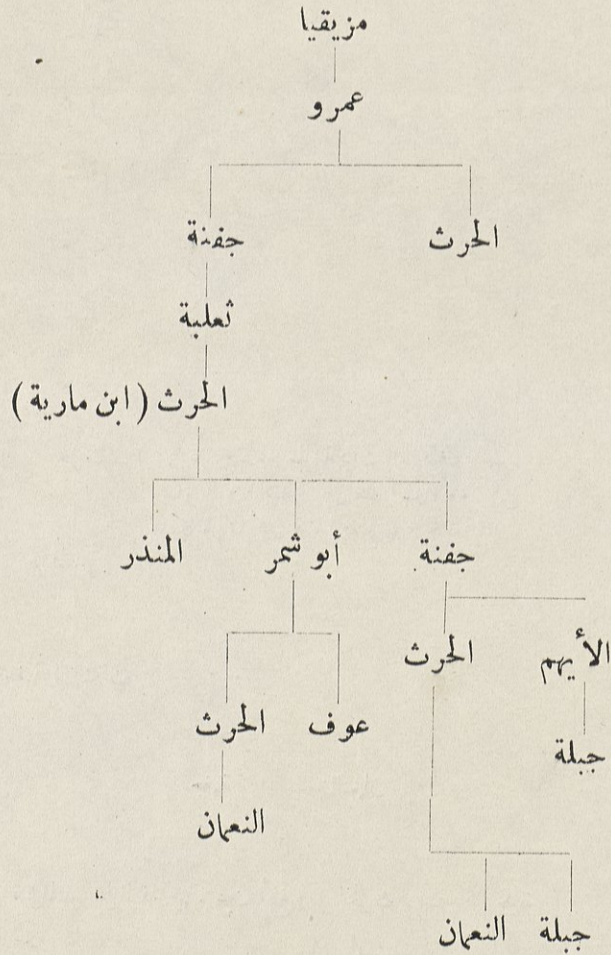 مزيقيا
عمرو
الحرث جفنة
ثعلبة
الحرث (ابن مارية)
جفنة أبو شمر المنذر
الأيهم الحرث
عوف الحرث
جبلة
النعمان
جبلة النعمان